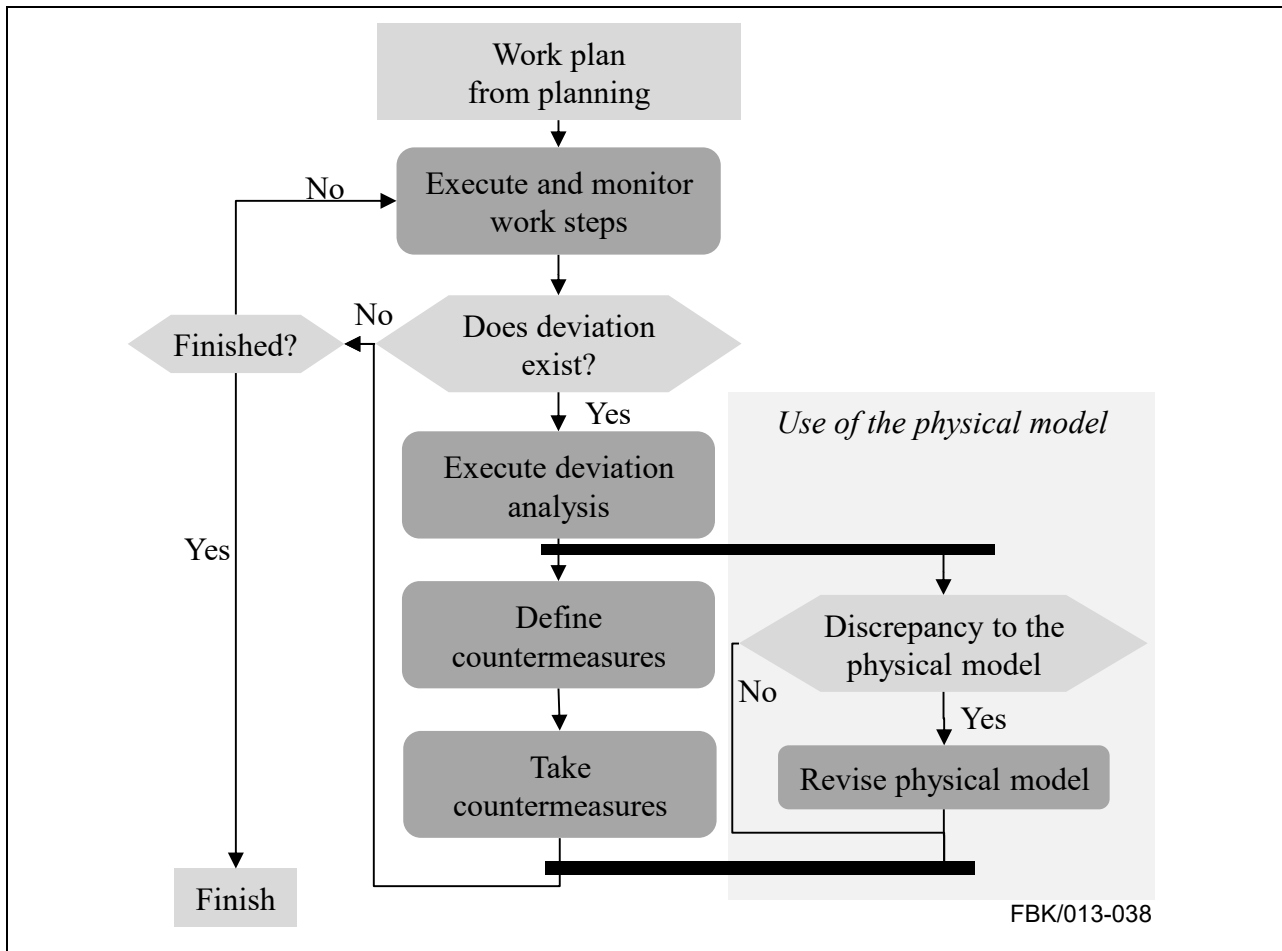 Work plan
from planning
No
Execute and monitor
work steps
No
Finished?
Does deviation
exist?
Yes
Use of the physical model
Execute deviation
analysis
Yes
Define
countermeasures
Discrepancy to the
physical model
No
Yes
Take
countermeasures
Revise physical model
Finish
FBK/013-038